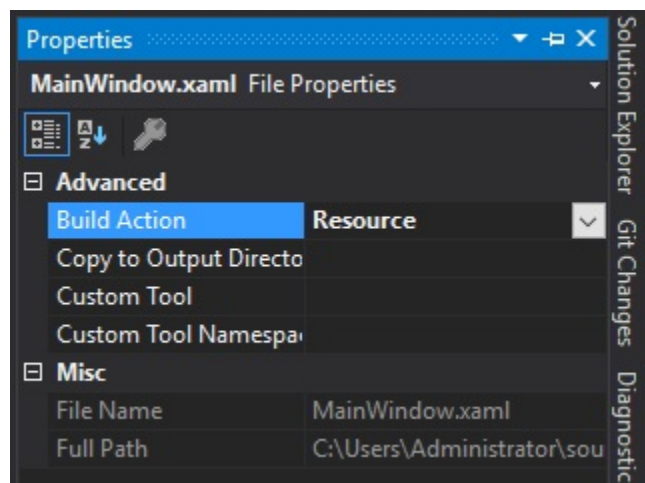 Properties
MainWindow.xaml File Properties
Advanced
Build Action Resource
Copy to Output Directo
Custom Tool
Custom Tool Namespa
Misc
File Name MainWindow.xaml
Full Path C:\Users\Administrator\sou
Solution Explorer
Git Changes
Diagnostic